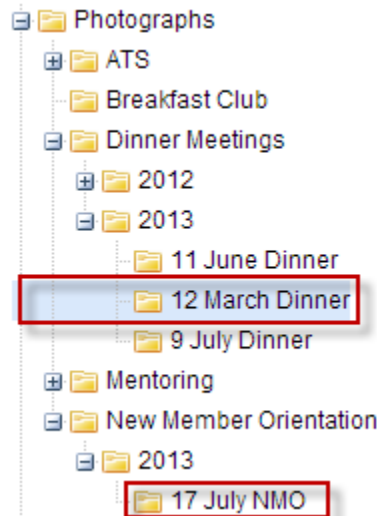 Photographs
ATS
Breakfast Club
Dinner Meetings
2012
2013
11 June Dinner
12 March Dinner
9 July Dinner
Mentoring
New Member Orientation
2013
17 July NMO